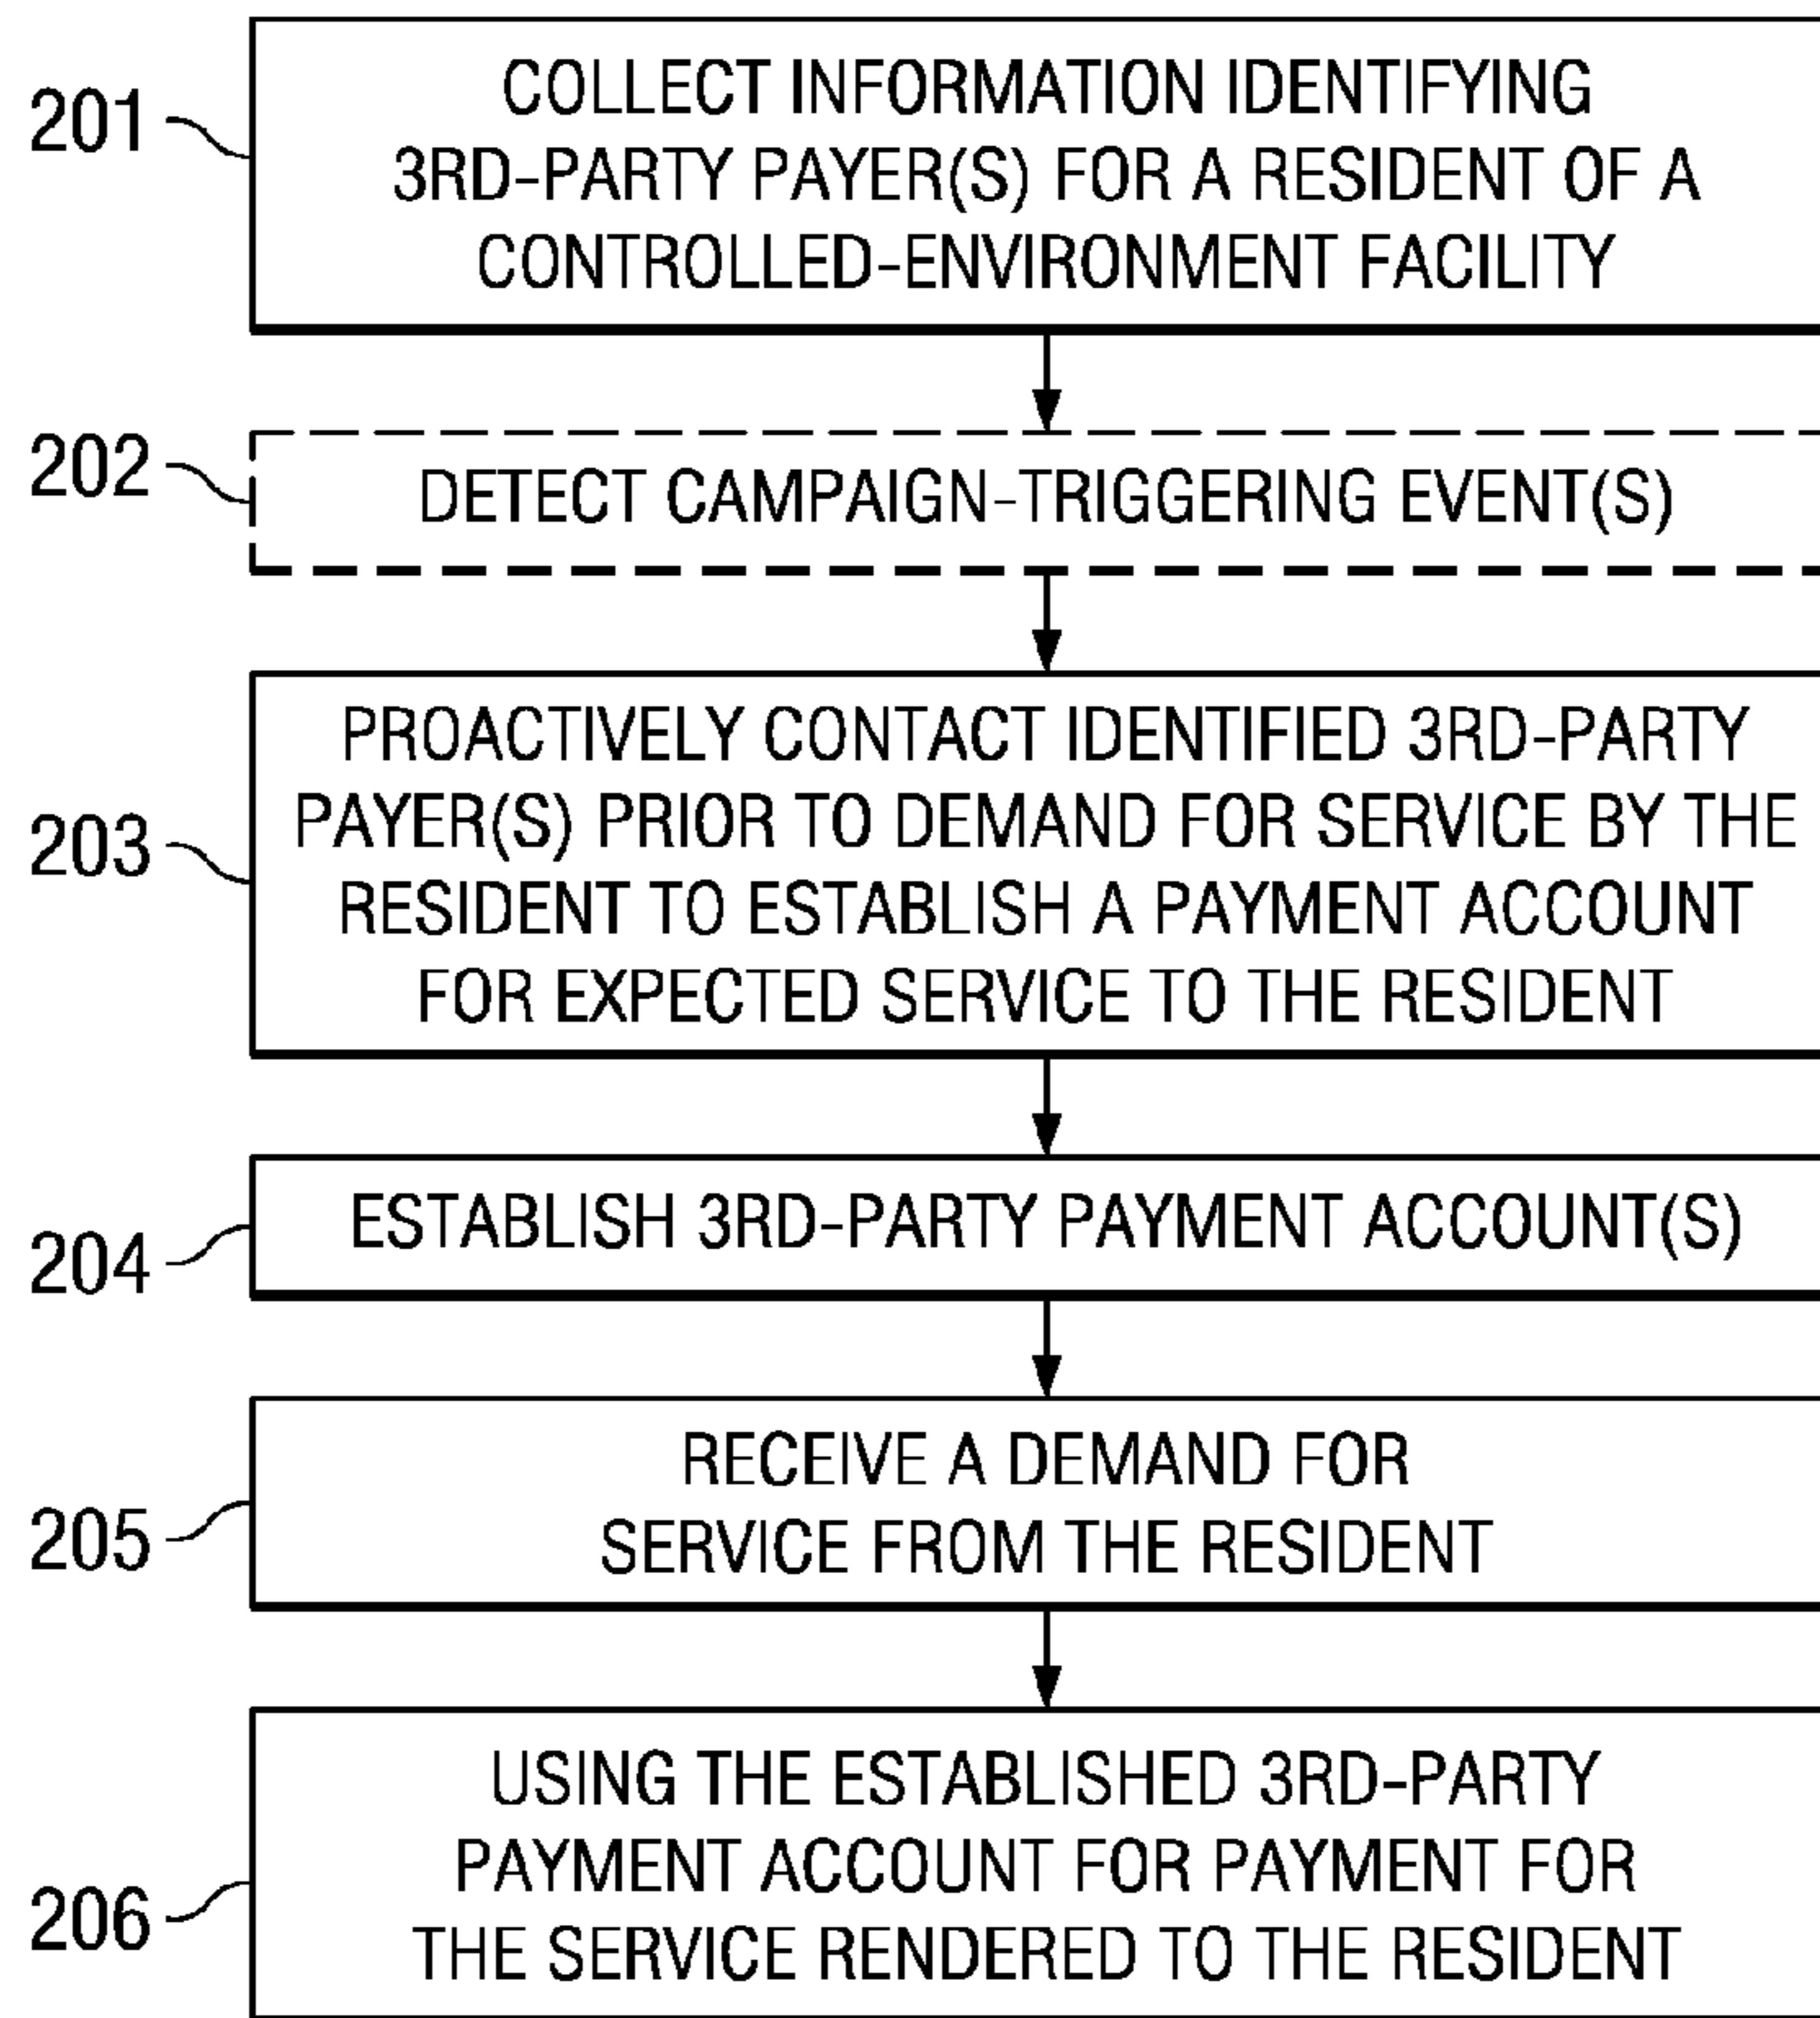 201
COLLECT INFORMATION IDENTIFYING
3RD-PARTY PAYER(S) FOR A RESIDENT OF A
CONTROLLED-ENVIRONMENT FACILITY
202
DETECT CAMPAIGN-TRIGGERING EVENT(S)
203
PROACTIVELY CONTACT IDENTIFIED 3RD-PARTY
PAYER(S) PRIOR TO DEMAND FOR SERVICE BY THE
RESIDENT TO ESTABLISH A PAYMENT ACCOUNT
FOR EXPECTED SERVICE TO THE RESIDENT
204
ESTABLISH 3RD-PARTY PAYMENT ACCOUNT(S)
205
RECEIVE A DEMAND FOR
SERVICE FROM THE RESIDENT
206
USING THE ESTABLISHED 3RD-PARTY
PAYMENT ACCOUNT FOR PAYMENT FOR
THE SERVICE RENDERED TO THE RESIDENT